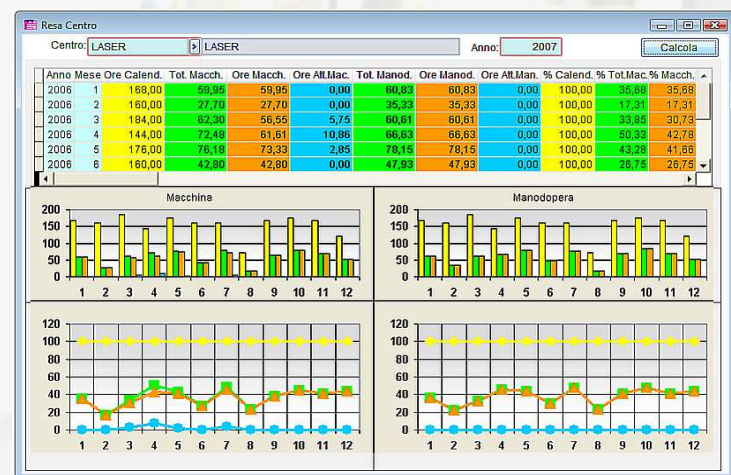 Resa Centro
Centro: LASER LASER Anno: 2007 Calcola
Anno Mese Ore Calend. Tot. Macch. Ore Macch. Ore Att.Mac. Tot. Manod. Ore Manod. Ore Att.Man. % Calend. % Tot.Mac. % Macch.
2006 1 168,00 59,95 59,95 0,00 60,83 60,83 0,00 100,00 35,68 35,68
2006 2 160,00 27,70 27,70 0,00 35,33 35,33 0,00 100,00 17,31 17,31
2006 3 184,00 62,30 56,55 5,75 60,61 60,61 0,00 100,00 33,85 30,73
2006 4 144,00 72,48 61,61 10,86 66,63 66,63 0,00 100,00 50,33 42,78
2006 5 176,00 76,18 73,33 2,85 78,15 78,15 0,00 100,00 43,28 41,66
2006 6 160,00 42,80 42,80 0,00 47,93 47,93 0,00 100,00 26,75 26,75
Macchina Manodopera
200 200
150 150
100 100
50 50
0 0
1 2 3 4 5 6 7 8 9 10 11 12 1 2 3 4 5 6 7 8 9 10 11 12
120 120
100 100
80 80
60 60
40 40
20 20
0 0
1 2 3 4 5 6 7 8 9 10 11 12 1 2 3 4 5 6 7 8 9 10 11 12